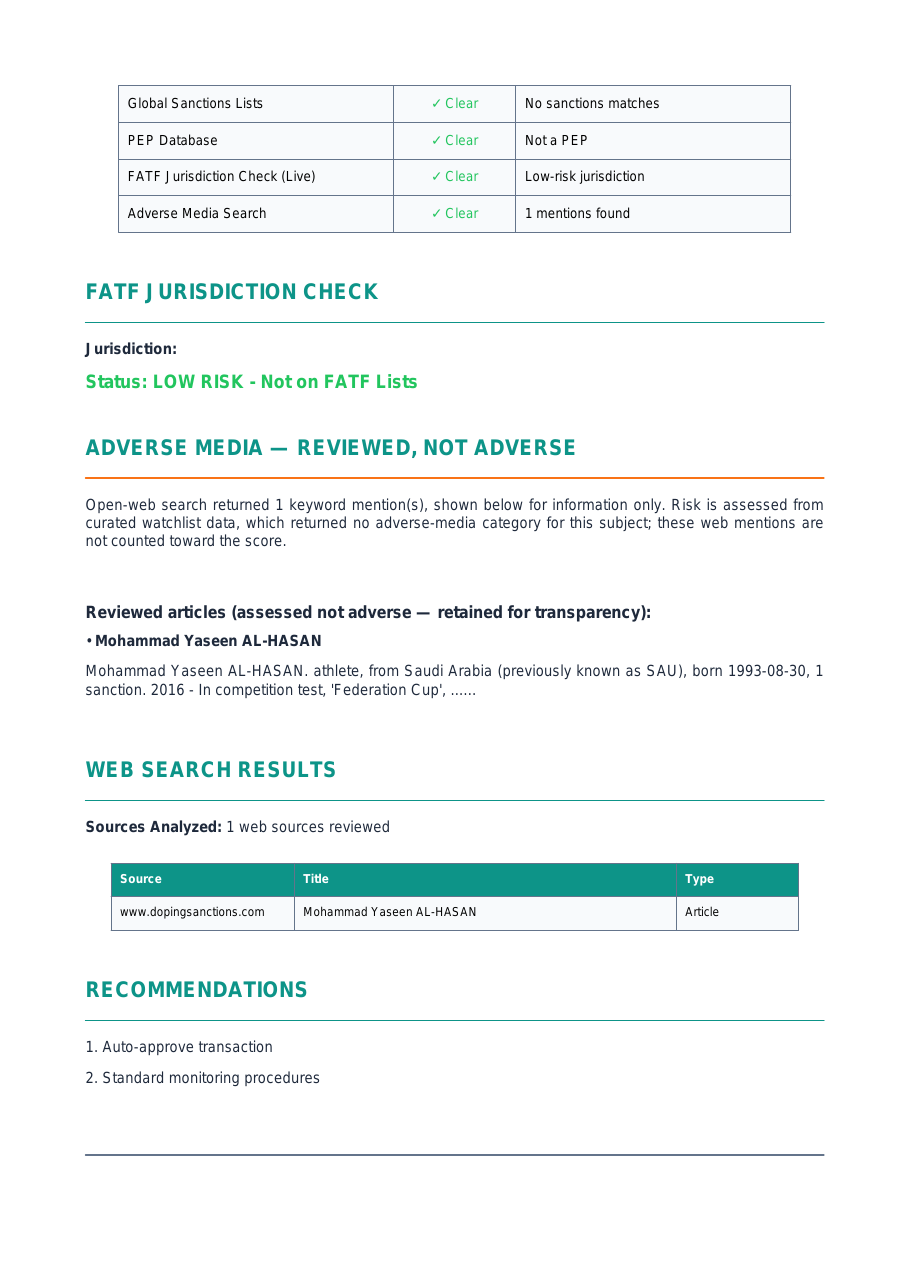 Global Sanctions Lists ✓ Clear No sanctions matches
PEP Database ✓ Clear Not a PEP
FATF Jurisdiction Check (Live) ✓ Clear Low-risk jurisdiction
Adverse Media Search ✓ Clear 1 mentions found
FATF JURISDICTION CHECK
Jurisdiction:
Status: LOW RISK - Not on FATF Lists
ADVERSE MEDIA — REVIEWED, NOT ADVERSE
Open-web search returned 1 keyword mention(s), shown below for information only. Risk is assessed from
curated watchlist data, which returned no adverse-media category for this subject; these web mentions are
not counted toward the score.
Reviewed articles (assessed not adverse — retained for transparency):
• Mohammad Yaseen AL-HASAN
Mohammad Yaseen AL-HASAN. athlete, from Saudi Arabia (previously known as SAU), born 1993-08-30, 1
sanction. 2016 - In competition test, 'Federation Cup', ......
WEB SEARCH RESULTS
Sources Analyzed: 1 web sources reviewed
Source Title Type
www.dopingsanctions.com Mohammad Yaseen AL-HASAN Article
RECOMMENDATIONS
1. Auto-approve transaction
2. Standard monitoring procedures